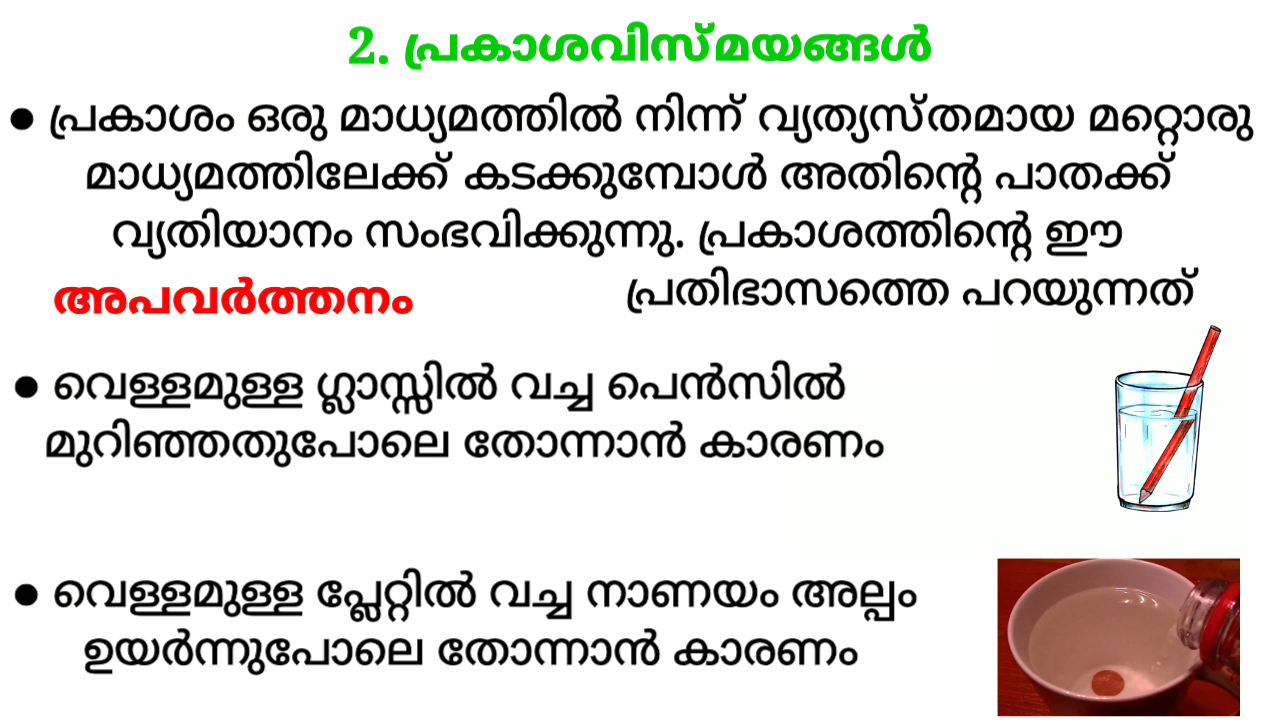 2. പ്രകാശവിസ്മയങ്ങൾ
● പ്രകാശം ഒരു മാധ്യമത്തിൽ നിന്ന് വ്യത്യസ്തമായ മറ്റൊരു
മാധ്യമത്തിലേക്ക് കടക്കുമ്പോൾ അതിന്റെ പാതക്ക്
വ്യതിയാനം സംഭവിക്കുന്നു. പ്രകാശത്തിന്റെ ഈ
പ്രതിഭാസത്തെ പറയുന്നത്
അപവർത്തനം
● വെള്ളമുള്ള ഗ്ലാസ്സിൽ വച്ച പെൻസിൽ
മുറിഞ്ഞതുപോലെ തോന്നാൻ കാരണം
● വെള്ളമുള്ള പ്ലേറ്റിൽ വച്ച നാണയം അല്പം
ഉയർന്നുപോലെ തോന്നാൻ കാരണം